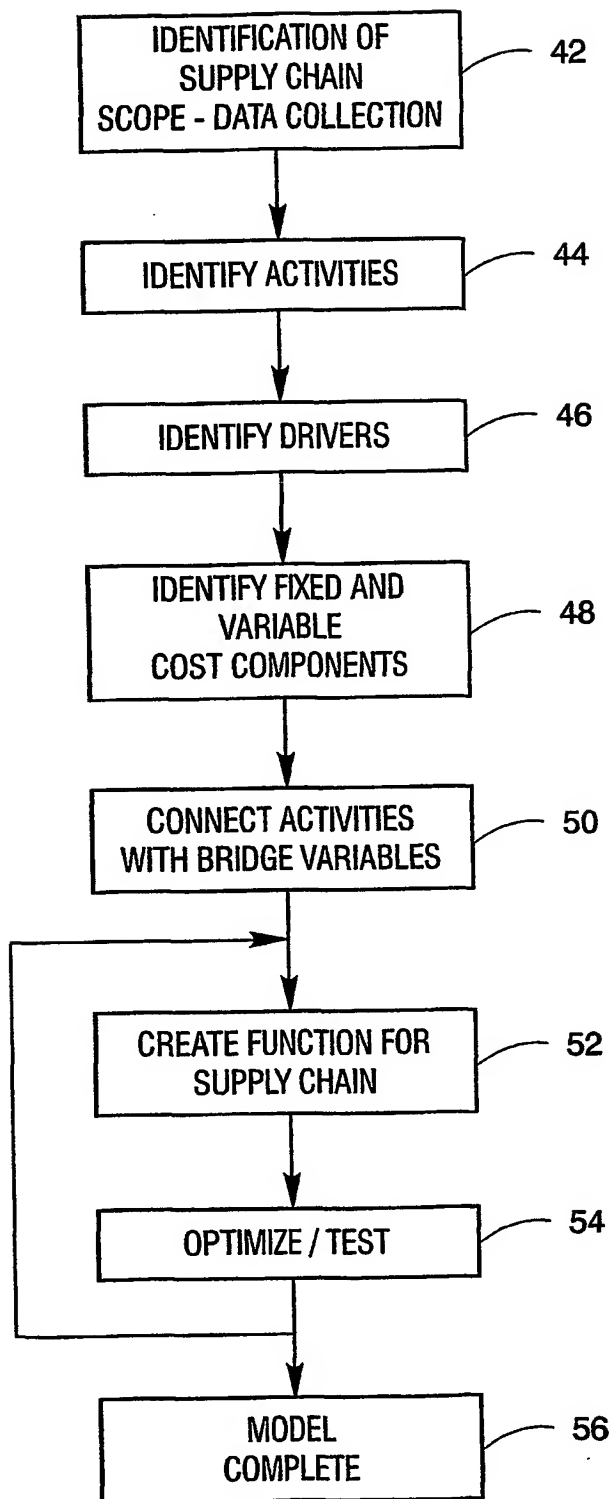 IDENTIFICATION OF
SUPPLY CHAIN
SCOPE - DATA COLLECTION
42
IDENTIFY ACTIVITIES
44
IDENTIFY DRIVERS
46
IDENTIFY FIXED AND
VARIABLE
COST COMPONENTS
48
CONNECT ACTIVITIES
WITH BRIDGE VARIABLES
50
CREATE FUNCTION FOR
SUPPLY CHAIN
52
OPTIMIZE / TEST
54
MODEL
COMPLETE
56